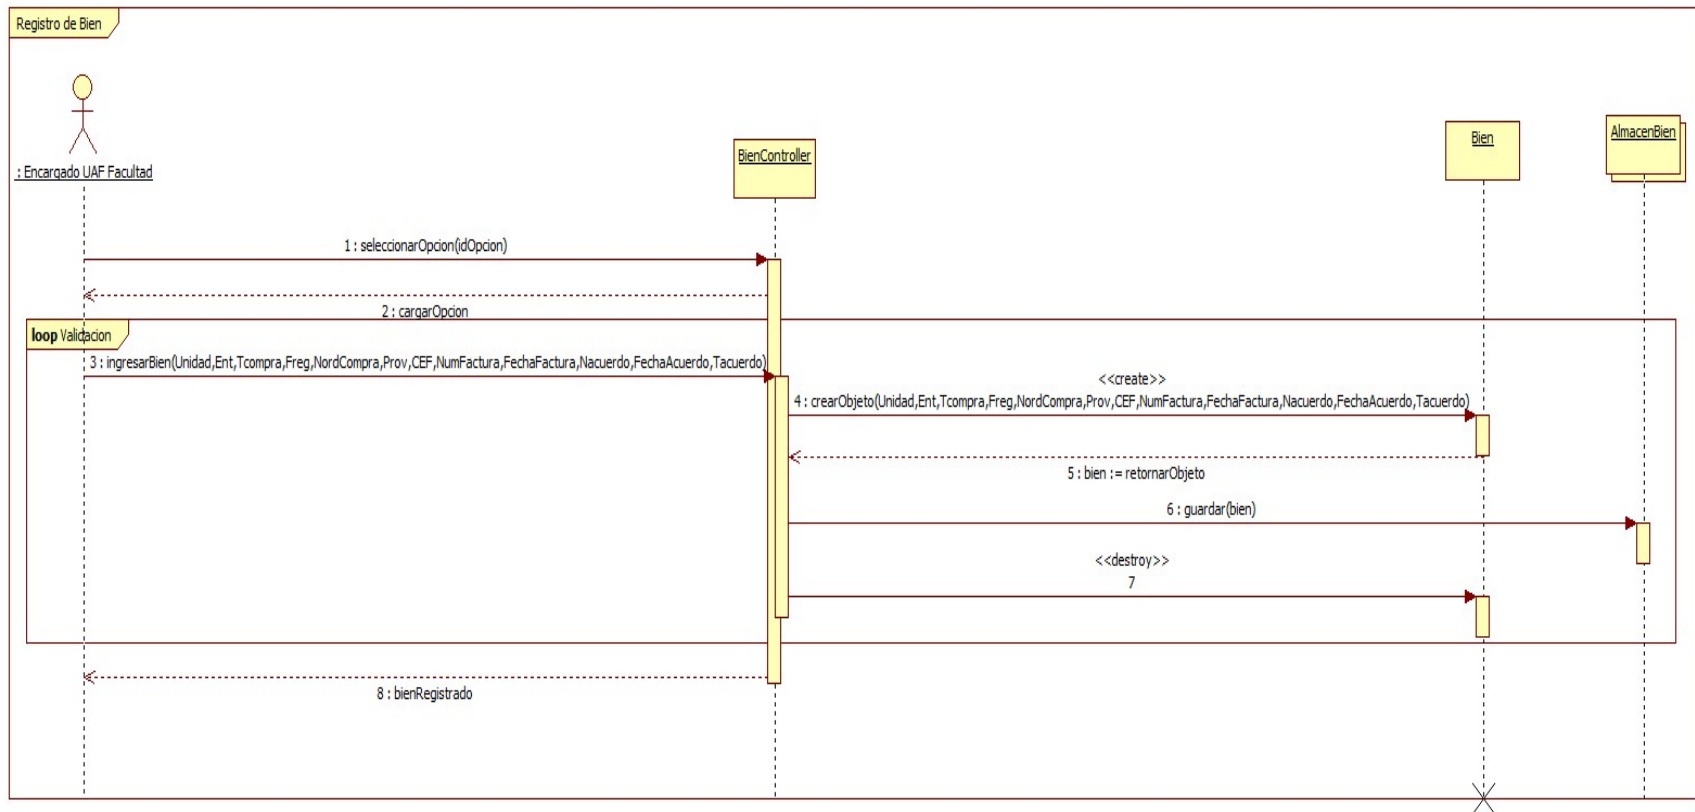 Registro de Bien
: Encargado UAF Facultad
BienController
Bien
AlmacenBien
1 : seleccionarOpcion(idOpcion)
2 : cargarOpcion
loop Validacion
3 : ingresarBien(Unidad,Ent,Tcompra,Freg,NordCompra,Prov,CEF,NumFactura,FechaFactura,Nacuerdo,FechaAcuerdo,Tacuerdo)
<<create>>
4 : crearObjeto(Unidad,Ent,Tcompra,Freg,NordCompra,Prov,CEF,NumFactura,FechaFactura,Nacuerdo,FechaAcuerdo,Tacuerdo)
5 : bien := retornarObjeto
6 : guardar(bien)
<<destroy>>
7
8 : bienRegistrado